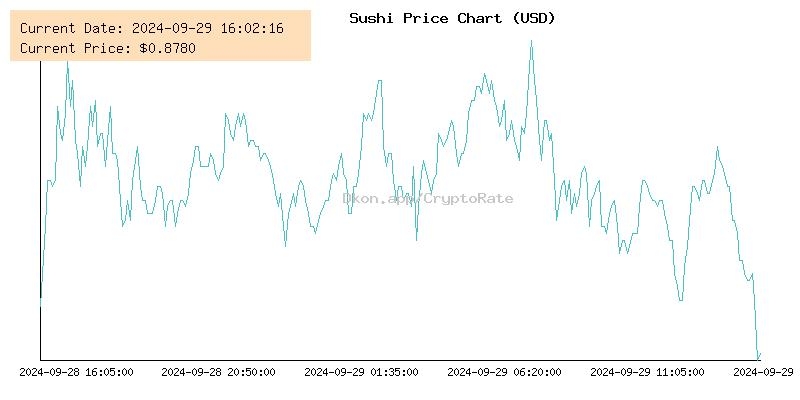 Sushi Price Chart (USD)
Current Date: 2024-09-29 16:02:16
Current Price: $0.8780
Dkon.app/CryptoRate
2024-09-28 16:05:00 2024-09-28 20:50:00 2024-09-29 01:35:00 2024-09-29 06:20:00 2024-09-29 11:05:00 2024-09-29